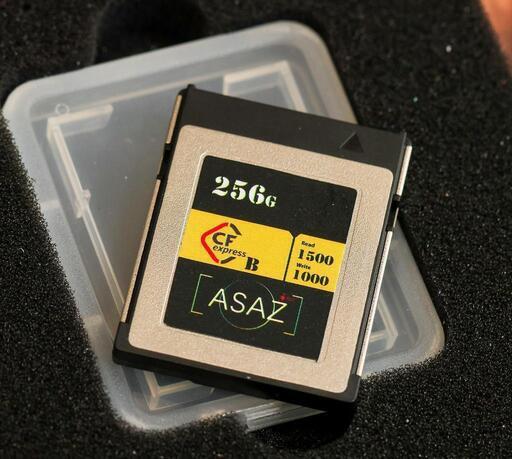 256G
CF
express
B
Read
1500
Write
1000
ASAZ